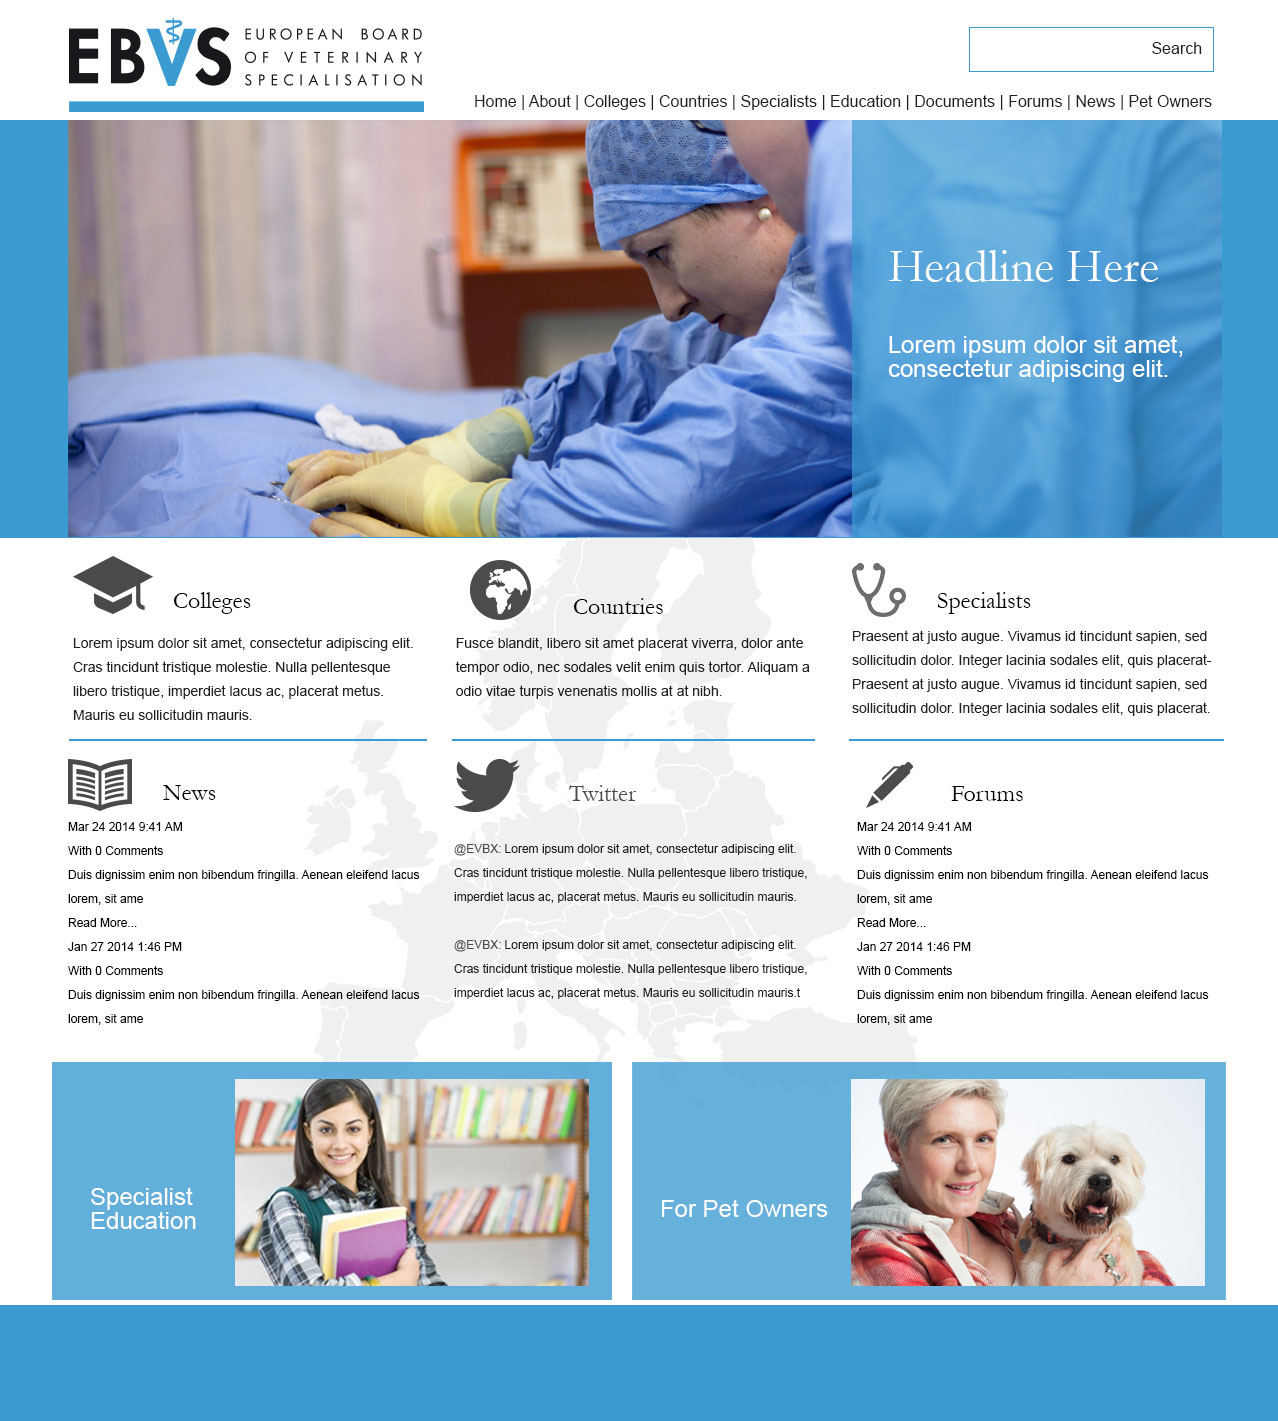 EBVS EUROPEAN BOARD
OF VETERINARY
SPECIALISATION
Search
Home | About | Colleges | Countries | Specialists | Education | Documents | Forums | News | Pet Owners
Headline Here
Lorem ipsum dolor sit amet,
consectetur adipiscing elit.
Colleges
Lorem ipsum dolor sit amet, consectetur adipiscing elit.
Cras tincidunt tristique molestie. Nulla pellentesque
libero tristique, imperdiet lacus ac, placerat metus.
Mauris eu sollicitudin mauris.
Countries
Fusce blandit, libero sit amet placerat viverra, dolor ante
tempor odio, nec sodales velit enim quis tortor. Aliquam a
odio vitae turpis venenatis mollis at at nibh.
Specialists
Praesent at justo augue. Vivamus id tincidunt sapien, sed
sollicitudin dolor. Integer lacinia sodales elit, quis placerat-
Praesent at justo augue. Vivamus id tincidunt sapien, sed
sollicitudin dolor. Integer lacinia sodales elit, quis placerat.
News
Mar 24 2014 9:41 AM
With 0 Comments
Duis dignissim enim non bibendum fringilla. Aenean eleifend lacus
lorem, sit ame
Read More...
Jan 27 2014 1:46 PM
With 0 Comments
Duis dignissim enim non bibendum fringilla. Aenean eleifend lacus
lorem, sit ame
Twitter
@EVBX: Lorem ipsum dolor sit amet, consectetur adipiscing elit.
Cras tincidunt tristique molestie. Nulla pellentesque libero tristique,
imperdiet lacus ac, placerat metus. Mauris eu sollicitudin mauris.
@EVBX: Lorem ipsum dolor sit amet, consectetur adipiscing elit.
Cras tincidunt tristique molestie. Nulla pellentesque libero tristique,
imperdiet lacus ac, placerat metus. Mauris eu sollicitudin mauris.t
Forums
Mar 24 2014 9:41 AM
With 0 Comments
Duis dignissim enim non bibendum fringilla. Aenean eleifend lacus
lorem, sit ame
Read More...
Jan 27 2014 1:46 PM
With 0 Comments
Duis dignissim enim non bibendum fringilla. Aenean eleifend lacus
lorem, sit ame
Specialist
Education
For Pet Owners